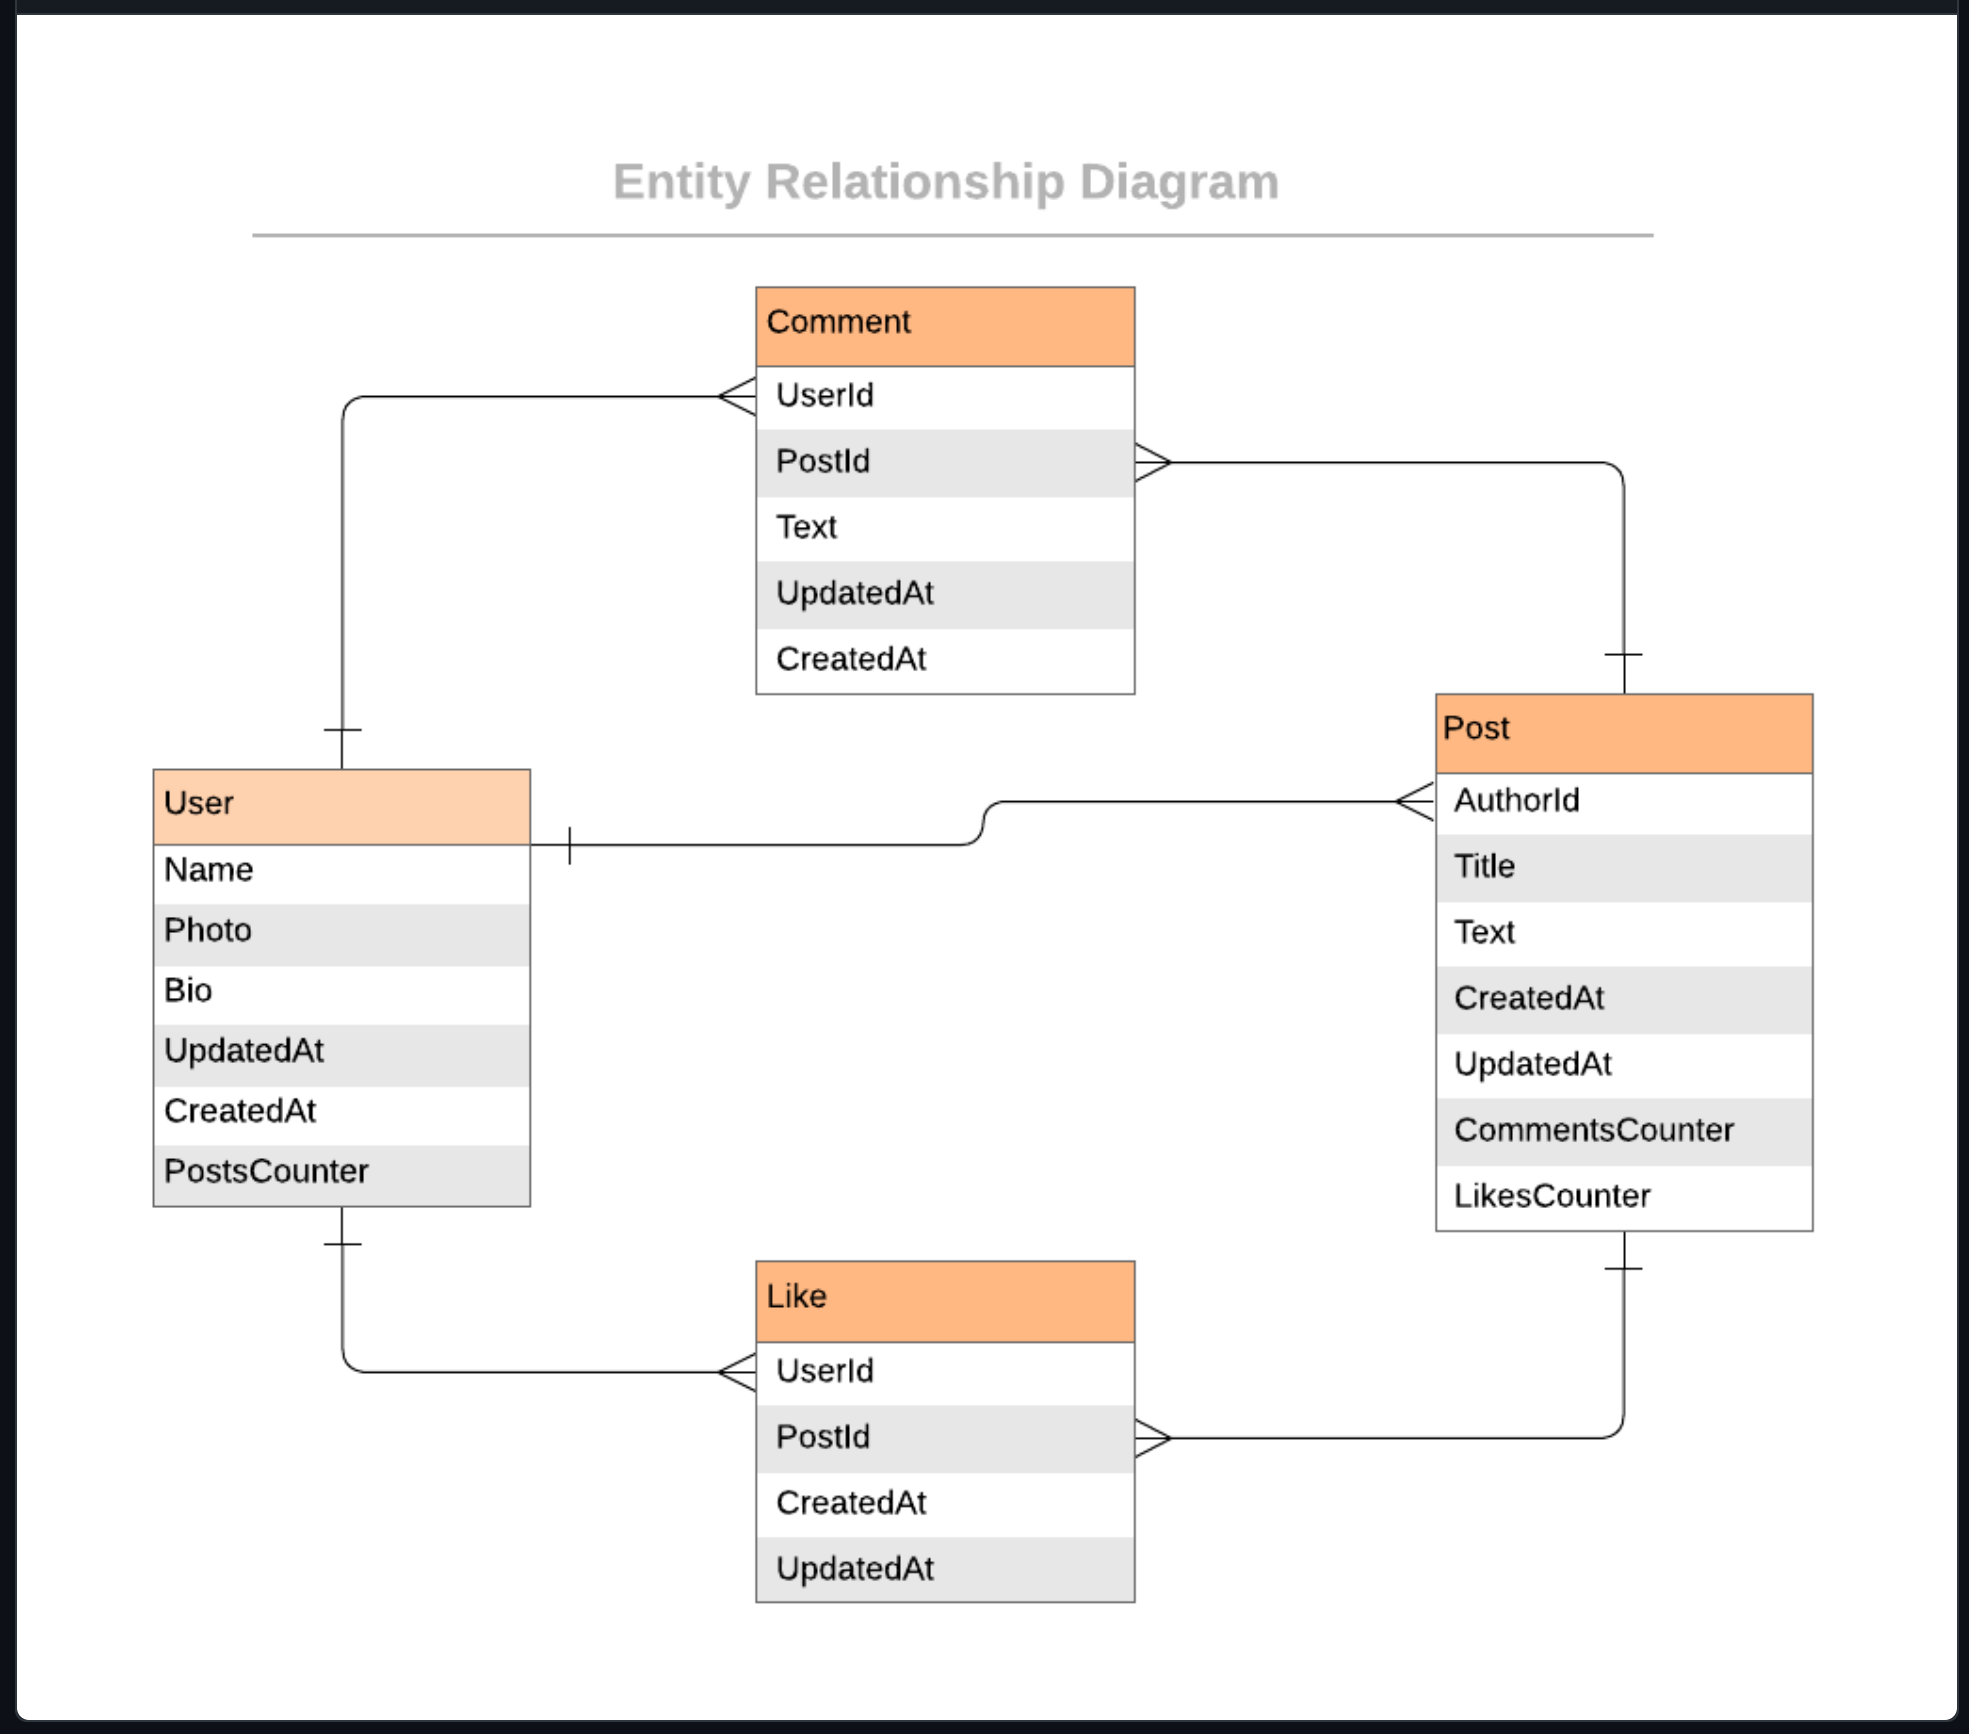 Entity Relationship Diagram
Comment
UserId
PostId
Text
UpdatedAt
CreatedAt
User
Name
Photo
Bio
UpdatedAt
CreatedAt
PostsCounter
Post
AuthorId
Title
Text
CreatedAt
UpdatedAt
CommentsCounter
LikesCounter
Like
UserId
PostId
CreatedAt
UpdatedAt